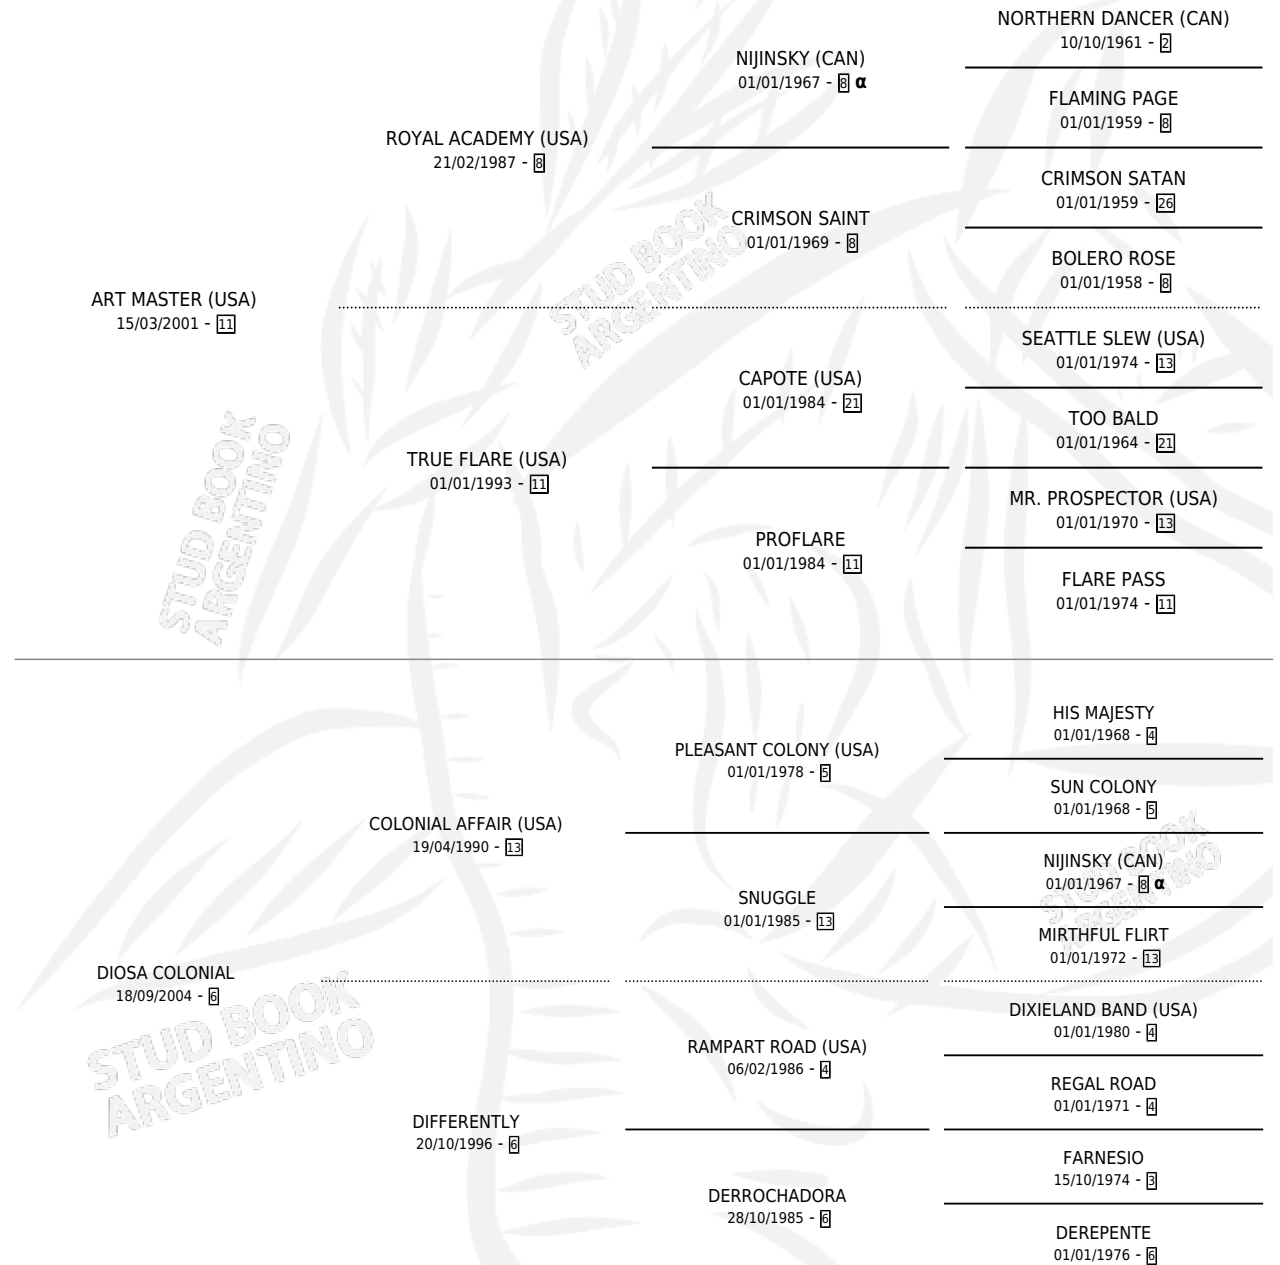 NORTHERN DANCER (CAN)
10/10/1961 - 2
NIJINSKY (CAN)
01/01/1967 - 8 α
FLAMING PAGE
01/01/1959 - 8
ROYAL ACADEMY (USA)
21/02/1987 - 8
CRIMSON SATAN
01/01/1959 - 26
CRIMSON SAINT
01/01/1969 - 8
BOLERO ROSE
01/01/1958 - 8
ART MASTER (USA)
15/03/2001 - 11
SEATTLE SLEW (USA)
01/01/1974 - 13
CAPOTE (USA)
01/01/1984 - 21
TOO BALD
01/01/1964 - 21
TRUE FLARE (USA)
01/01/1993 - 11
MR. PROSPECTOR (USA)
01/01/1970 - 13
PROFLARE
01/01/1984 - 11
FLARE PASS
01/01/1974 - 11
STUD BOOK
ARGENTINO
STUD BOOK
ARGENTINO
HIS MAJESTY
01/01/1968 - 4
PLEASANT COLONY (USA)
01/01/1978 - 5
SUN COLONY
01/01/1968 - 5
COLONIAL AFFAIR (USA)
19/04/1990 - 13
NIJINSKY (CAN)
01/01/1967 - 8 α
SNUGGLE
01/01/1985 - 13
MIRTHFUL FLIRT
01/01/1972 - 13
DIOSA COLONIAL
18/09/2004 - 6
DIXIELAND BAND (USA)
01/01/1980 - 4
RAMPART ROAD (USA)
06/02/1986 - 4
REGAL ROAD
01/01/1971 - 4
DIFFERENTLY
20/10/1996 - 6
FARNESIO
15/10/1974 - 3
DERROCHADORA
28/10/1985 - 6
DEREPENTE
01/01/1976 - 6
STUD BOOK
ARGENTINO
STUD BOOK
ARGENTINO